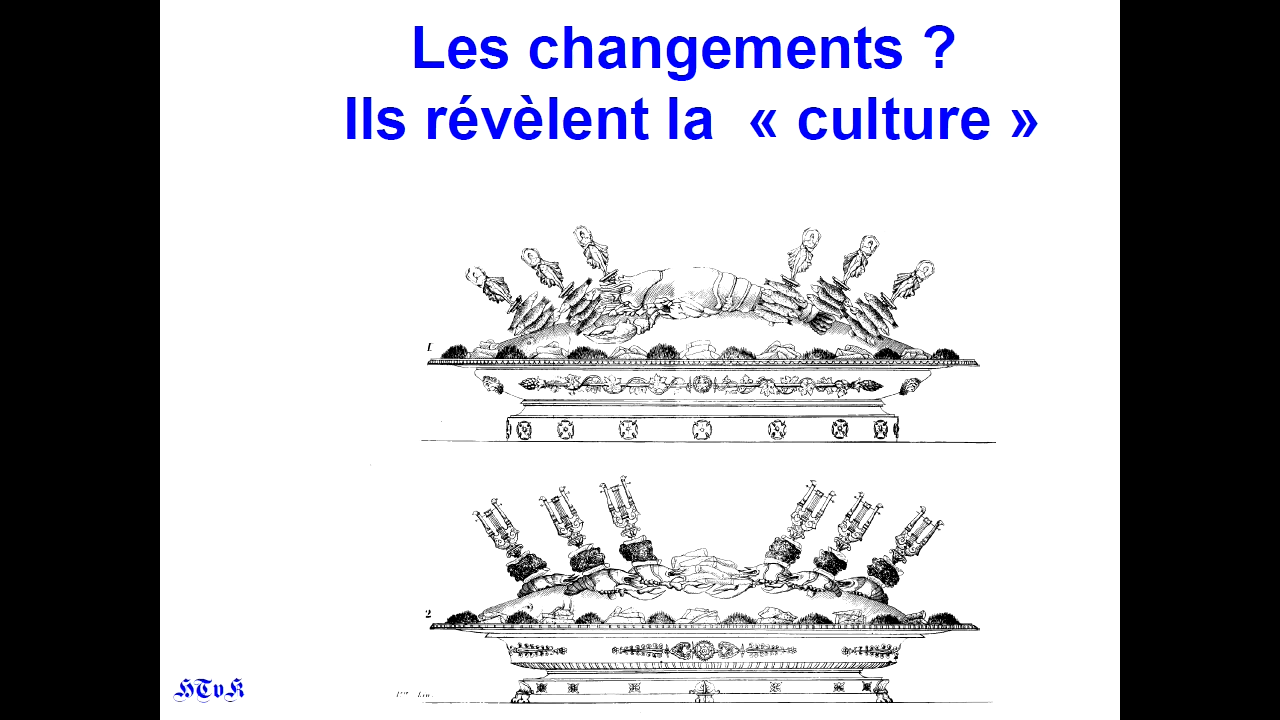 Les changements ?
Ils révèlent la « culture »
1
2
HTvK